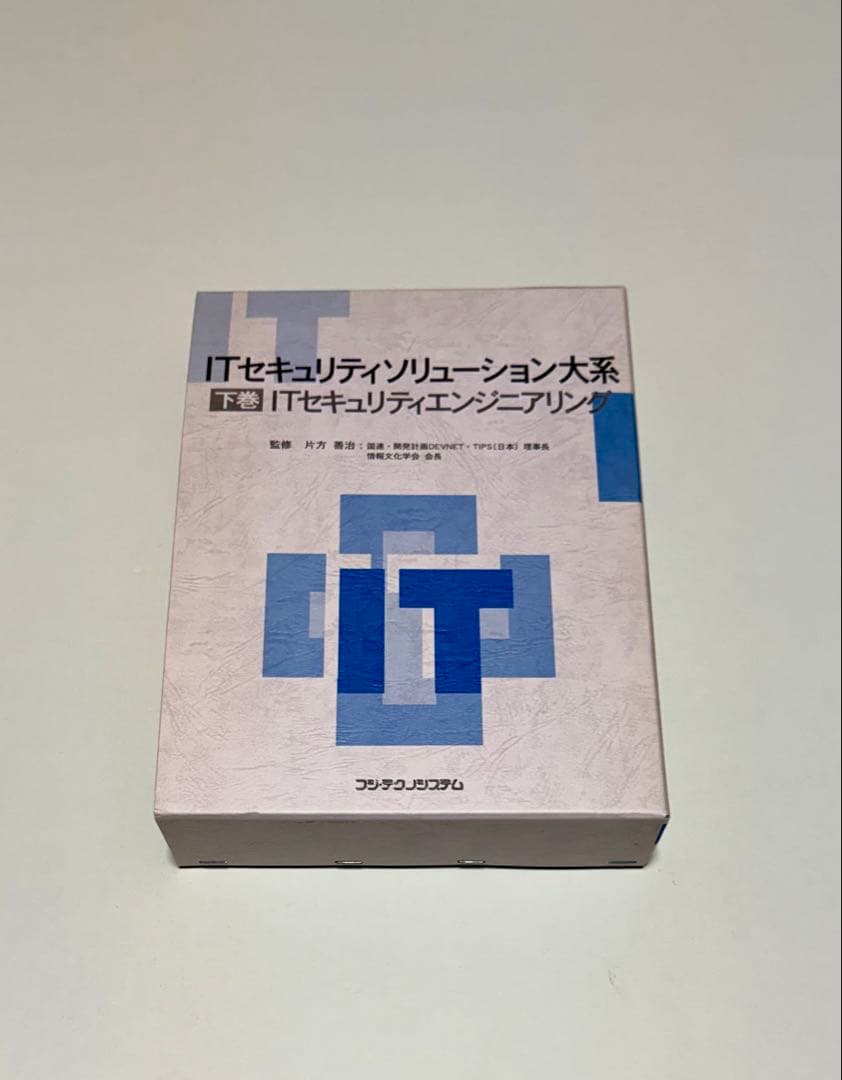 IT
ITセキュリティソリューション大系
下巻 ITセキュリティエンジニアリング
監修 片方 善治：国連・開発計画DEVNET・TIPS(日本) 理事長
情報文化学会 会長
IT
フジ・テクノシステム